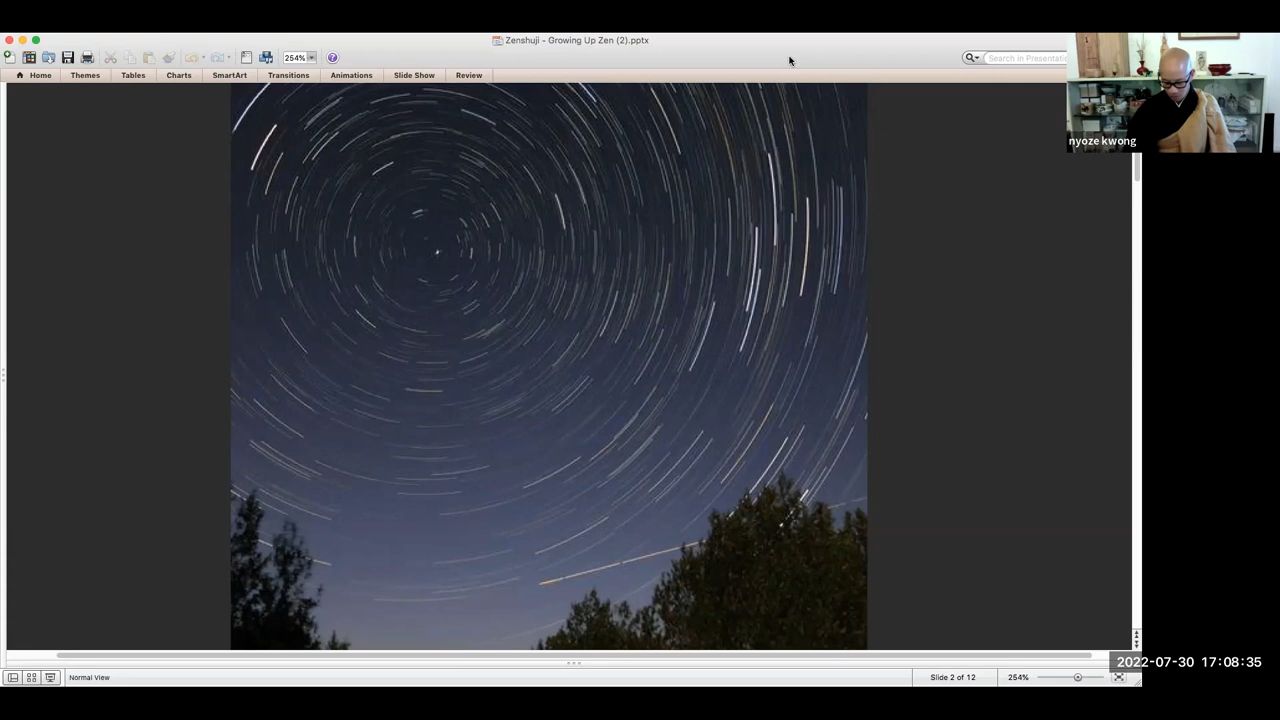 Zenshuji - Growing Up Zen (2).pptx
254%
Search in Presentation
Home Themes Tables Charts SmartArt Transitions Animations Slide Show Review
nyoze kwong
2022-07-30 17:08:35
Normal View Slide 2 of 12 254%